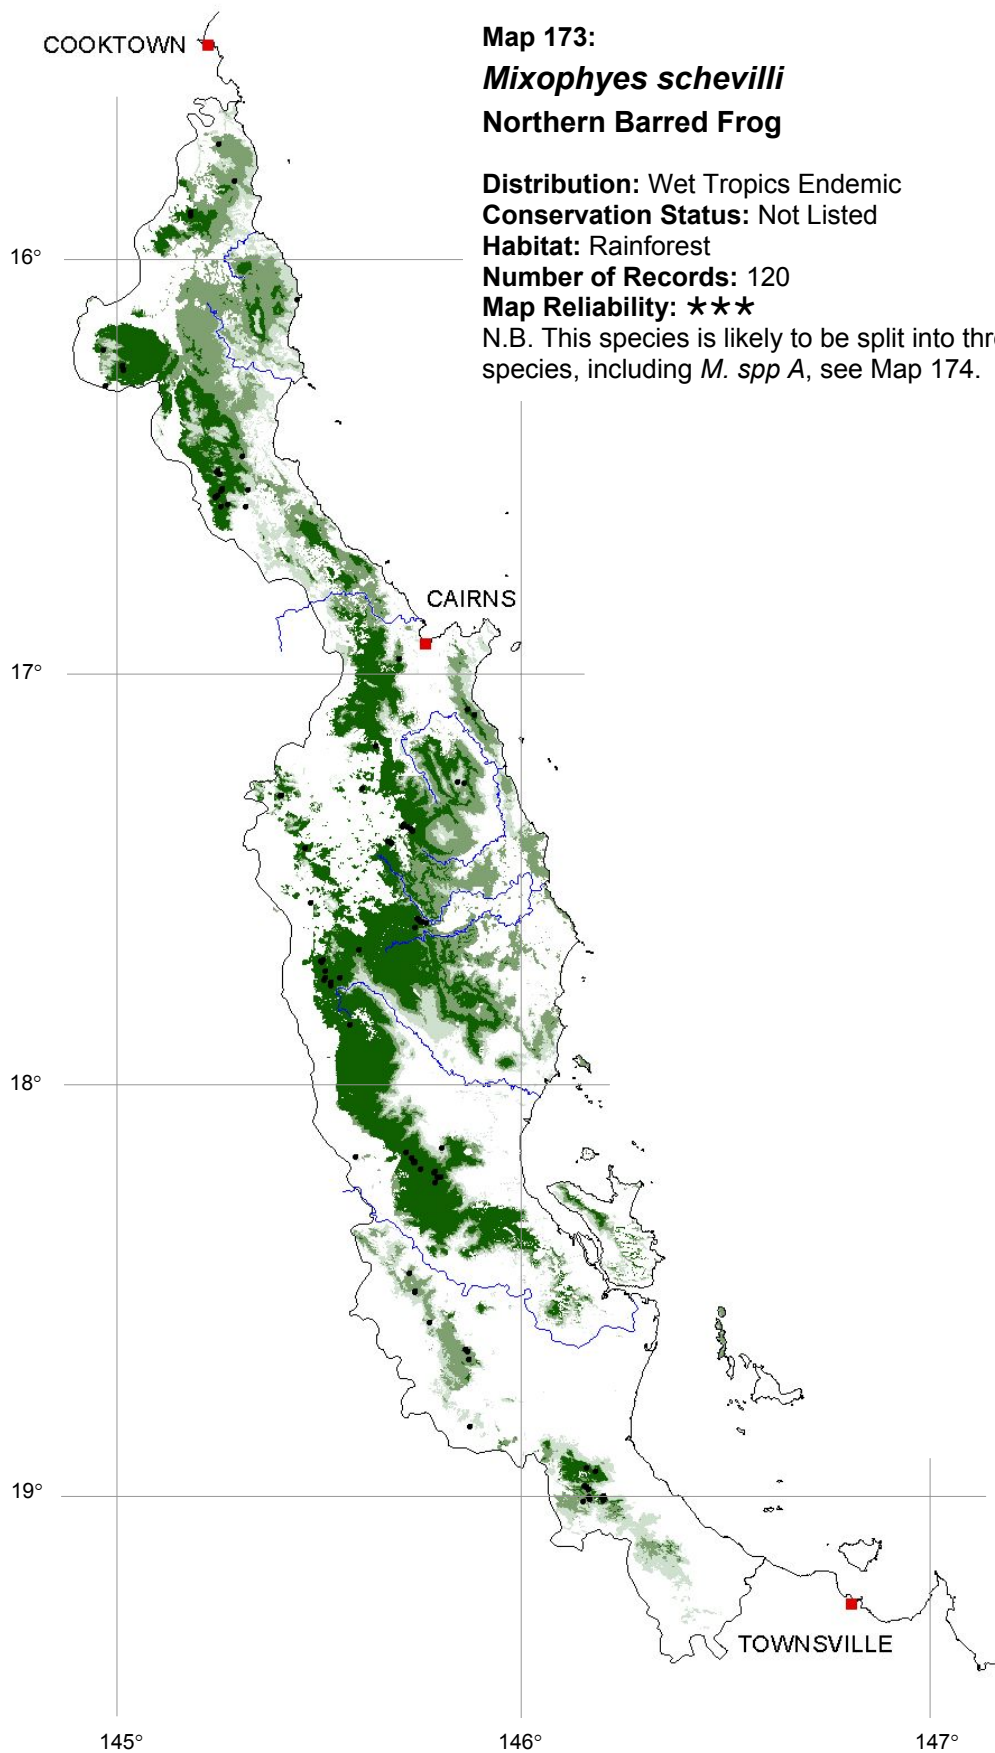 COOKTOWN
Map 173:
Mixophyes schevilli
Northern Barred Frog
Distribution: Wet Tropics Endemic
Conservation Status: Not Listed
Habitat: Rainforest
Number of Records: 120
Map Reliability: ★★★
N.B. This species is likely to be split into thre
species, including M. spp A, see Map 174.
16°
CAIRNS
17°
18°
19°
TOWNSVILLE
145°
146°
147°